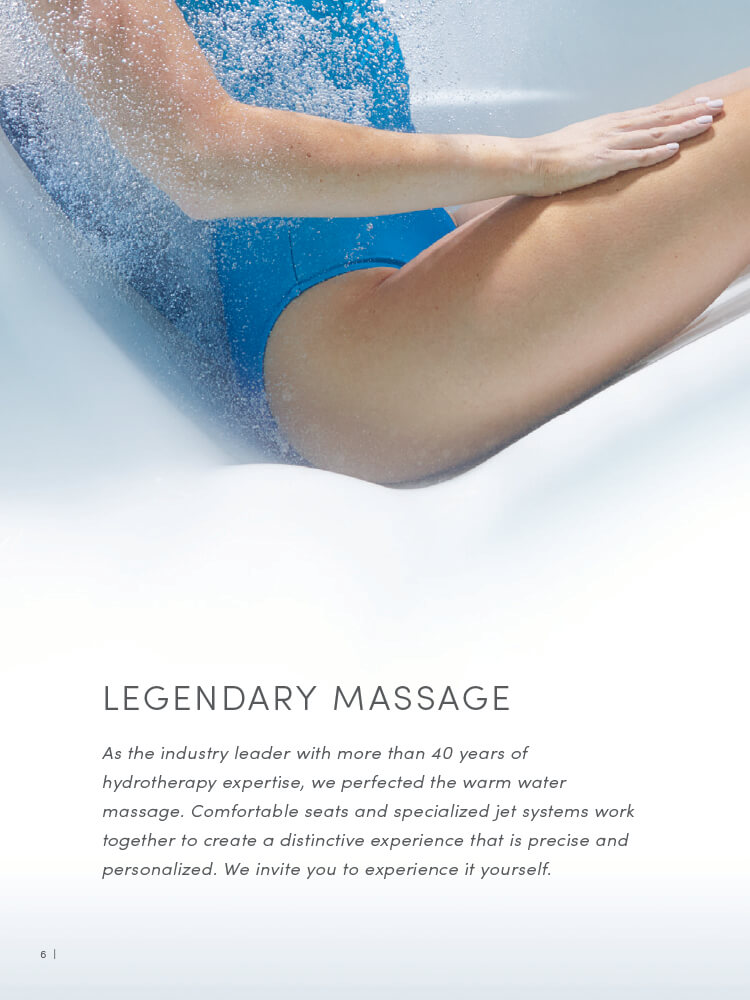 LEGENDARY MASSAGE
As the industry leader with more than 40 years of
hydrotherapy expertise, we perfected the warm water
massage. Comfortable seats and specialized jet systems work
together to create a distinctive experience that is precise and
personalized. We invite you to experience it yourself.
6 |